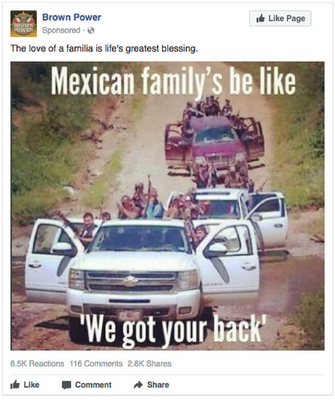 Brown Power
Like Page
Sponsored ·
The love of a familia is life's greatest blessing.
Mexican family's be like
'We got your back'
6.5K Reactions 116 Comments 2.8K Shares
Like Comment Share